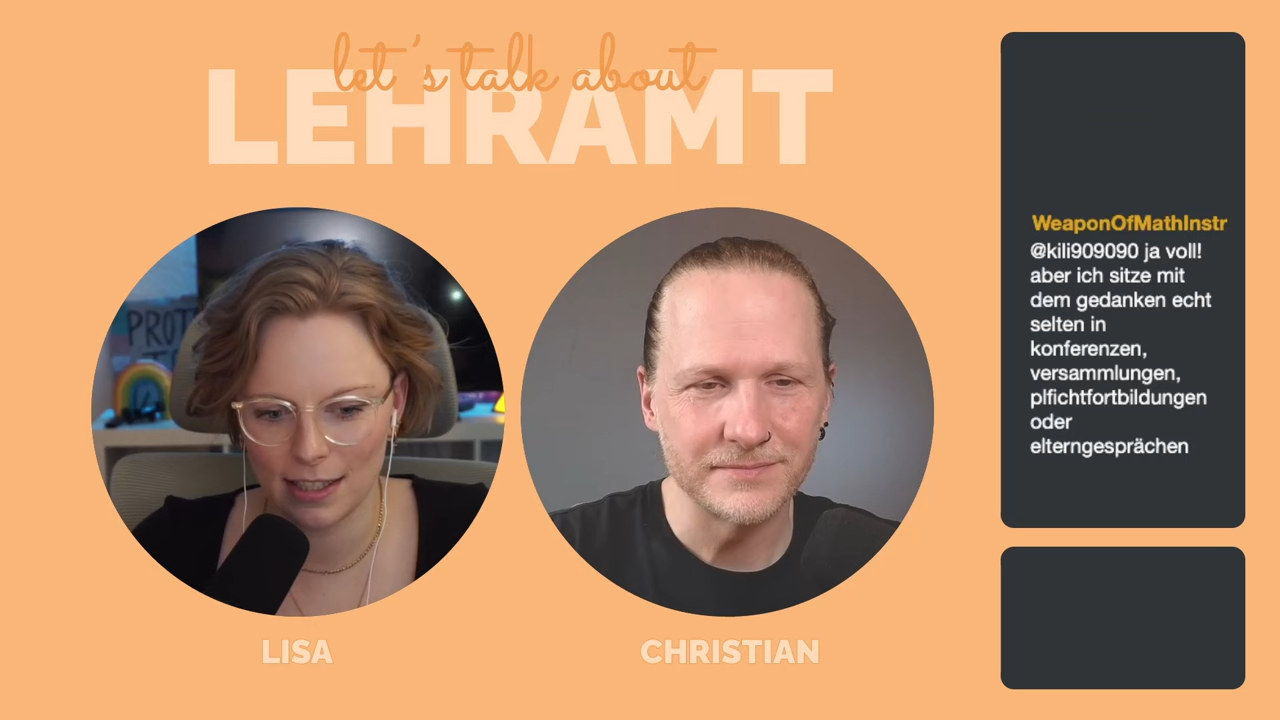 let's talk about
LEHRAMT
PROT
LISA
CHRISTIAN
WeaponOfMathInstr
@kili909090 ja voll!
aber ich sitze mit
dem gedanken echt
selten in
konferenzen,
versammlungen,
plfichtfortbildungen
oder
elterngesprächen